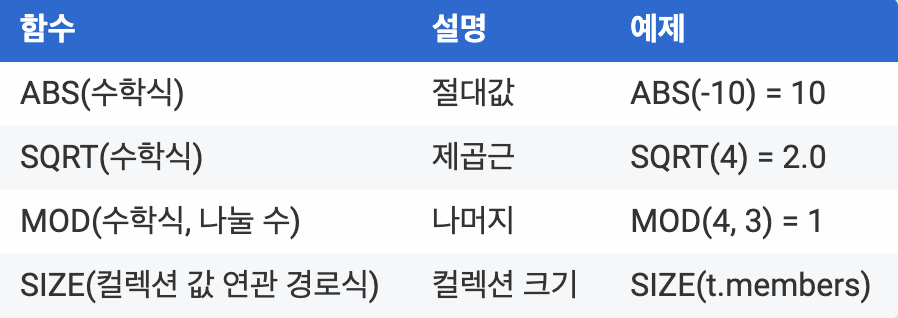 함수 설명 예제
ABS(수학식) 절대값 ABS(-10) = 10
SQRT(수학식) 제곱근 SQRT(4) = 2.0
MOD(수학식, 나눌 수) 나머지 MOD(4, 3) = 1
SIZE(컬렉션 값 연관 경로식) 컬렉션 크기 SIZE(t.members)